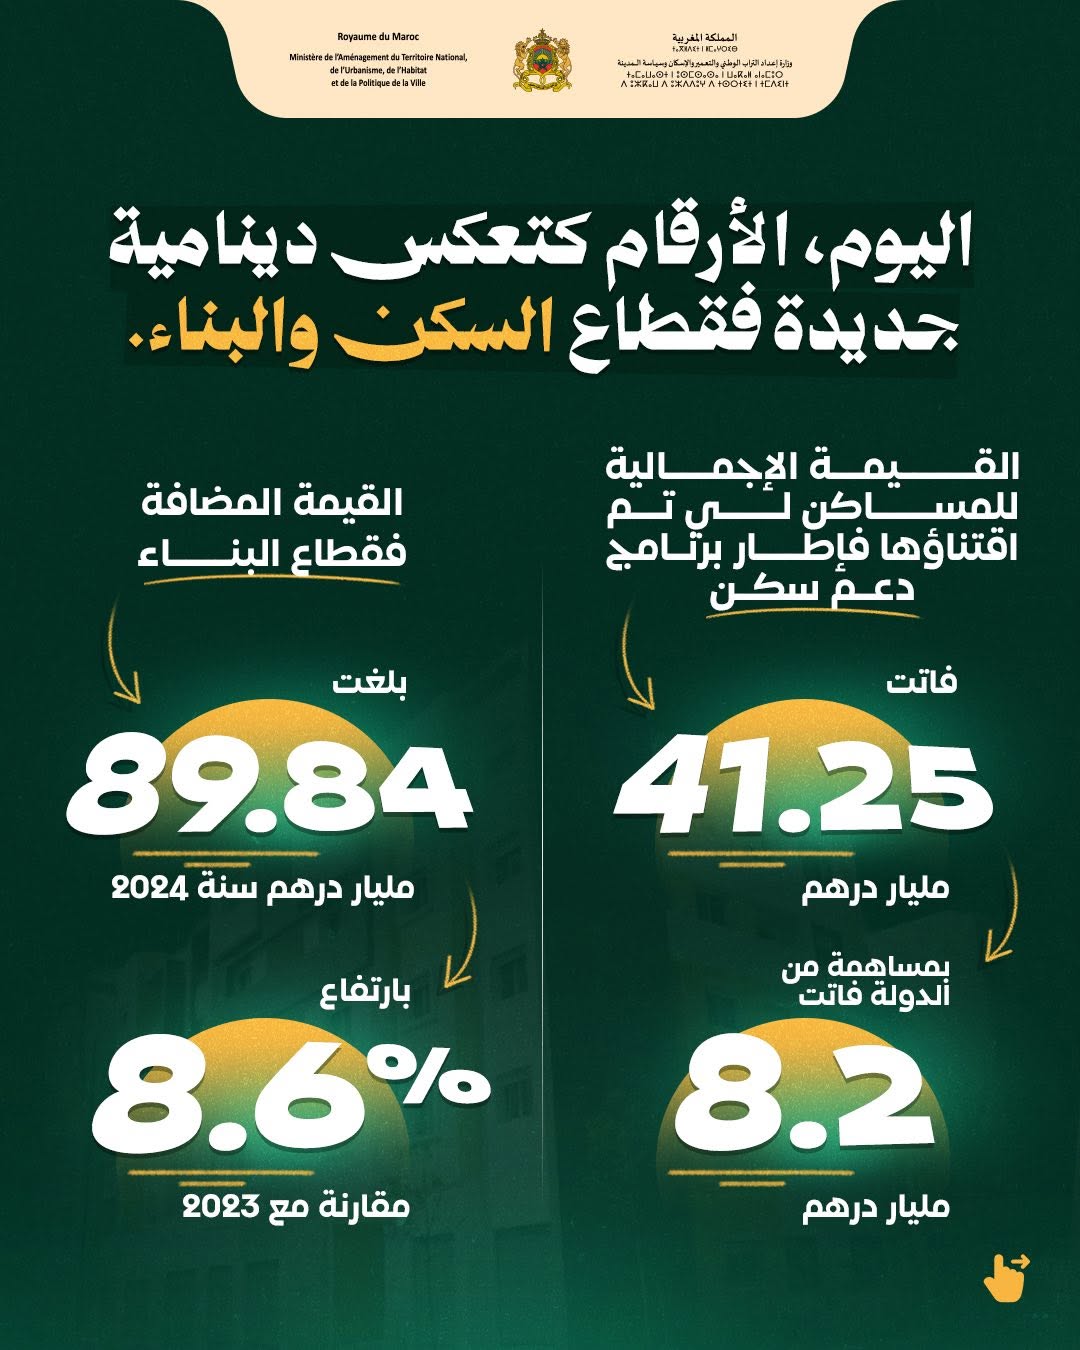 Royaume du Maroc
Ministère de l'Aménagement du Territoire National,
de l'Urbanisme, de l'Habitat
et de la Politique de la Ville
المملكة المغربية
ⵜⴰⴳⵍⴷⵉⵜ ⵏ ⵍⵎⵖⵔⵉⴱ
وزارة إعداد التراب الوطني والتعمير والإسكان وسياسة المدينة
اليوم، الأرقام كتعكس دينامية
جديدة فقطاع السكن والبناء.
القيمة الإجمالية
للمساكن لي تم
اقتناؤها فإطار برنامج
دعم سكن
فاتت
41.25
مليار درهم
بمساهمة من
الدولة فاتت
8.2
مليار درهم
القيمة المضافة
فقطاع البناء
بلغت
89.84
مليار درهم سنة 2024
بارتفاع
8.6%
مقارنة مع 2023